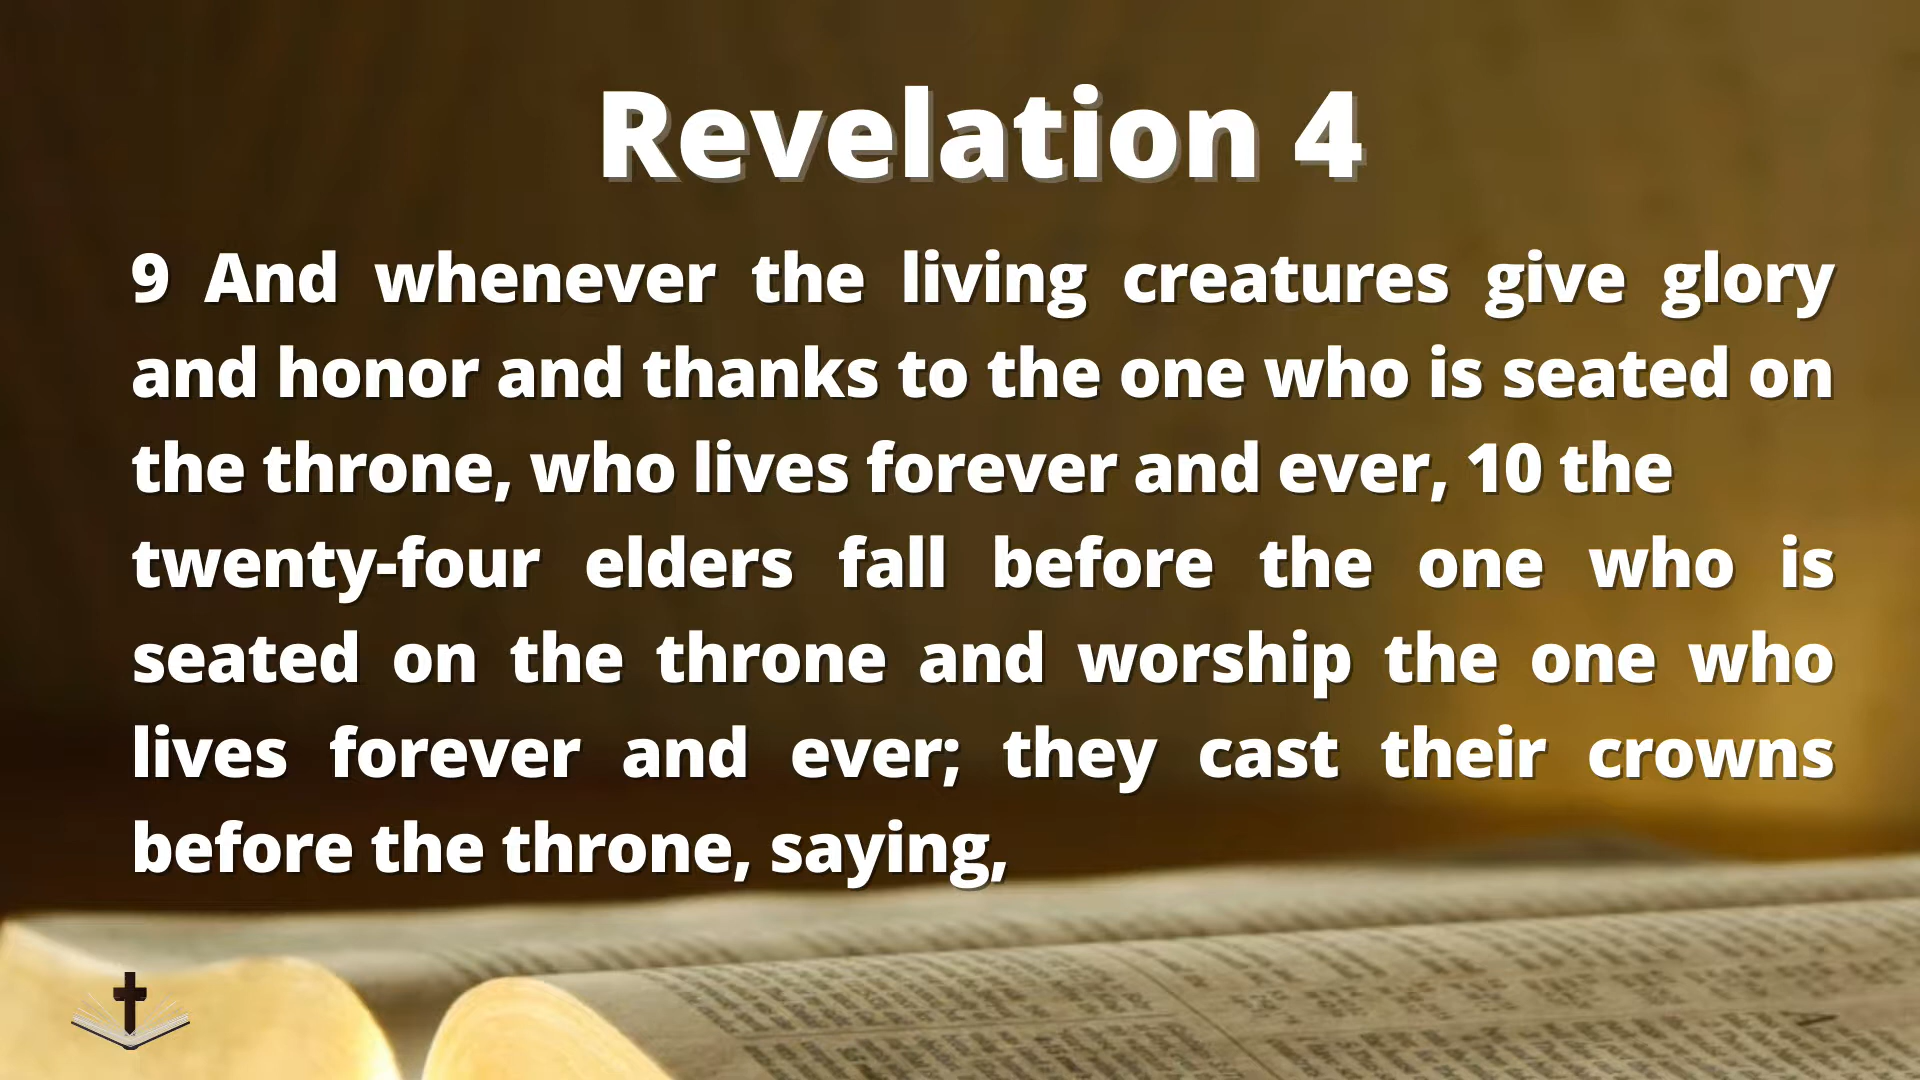 Revelation 4
9 And whenever the living creatures give glory
and honor and thanks to the one who is seated on
the throne, who lives forever and ever, 10 the
twenty-four elders fall before the one who is
seated on the throne and worship the one who
lives forever and ever; they cast their crowns
before the throne, saying,